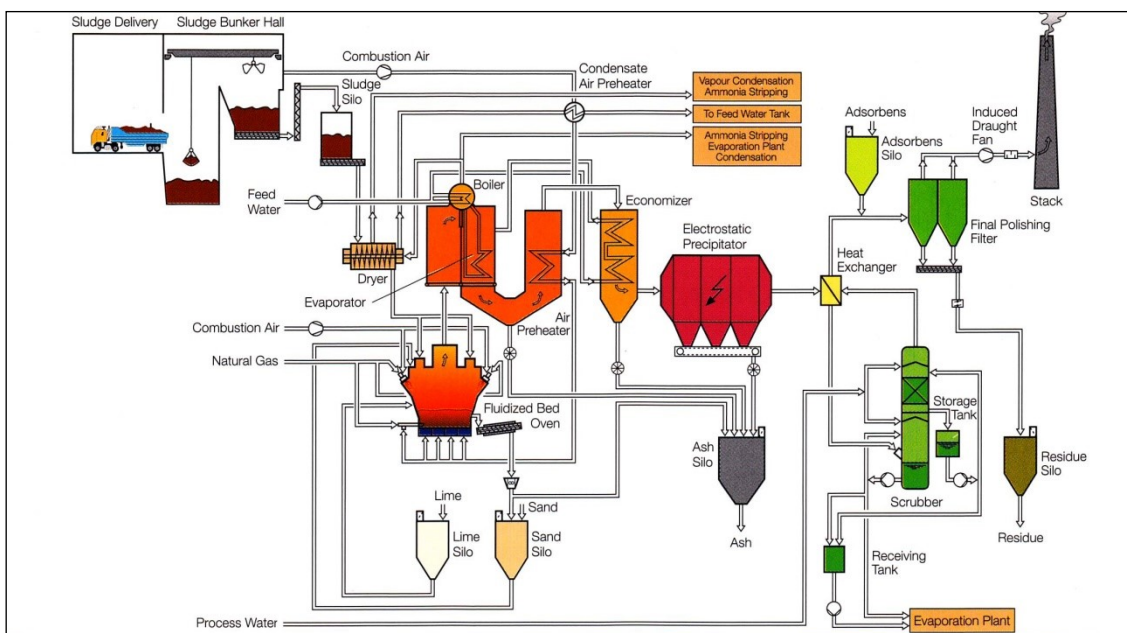 Sludge Delivery
Sludge Bunker Hall
Combustion Air
Sludge
Silo
Condensate
Air Preheater
Vapour Condensation
Ammonia Stripping
To Feed Water Tank
Ammonia Stripping
Evaporation Plant
Condensation
Adsorbens
Adsorbens
Silo
Induced
Draught
Fan
Stack
Feed
Water
Boiler
Economizer
Electrostatic
Precipitator
Final Polishing
Filter
Heat
Exchanger
Dryer
Evaporator
Air
Preheater
Combustion Air
Natural Gas
Fluidized Bed
Oven
Storage
Tank
Ash
Silo
Residue
Silo
Scrubber
Lime
Sand
Lime
Silo
Sand
Silo
Ash
Residue
Receiving
Tank
Process Water
Evaporation Plant